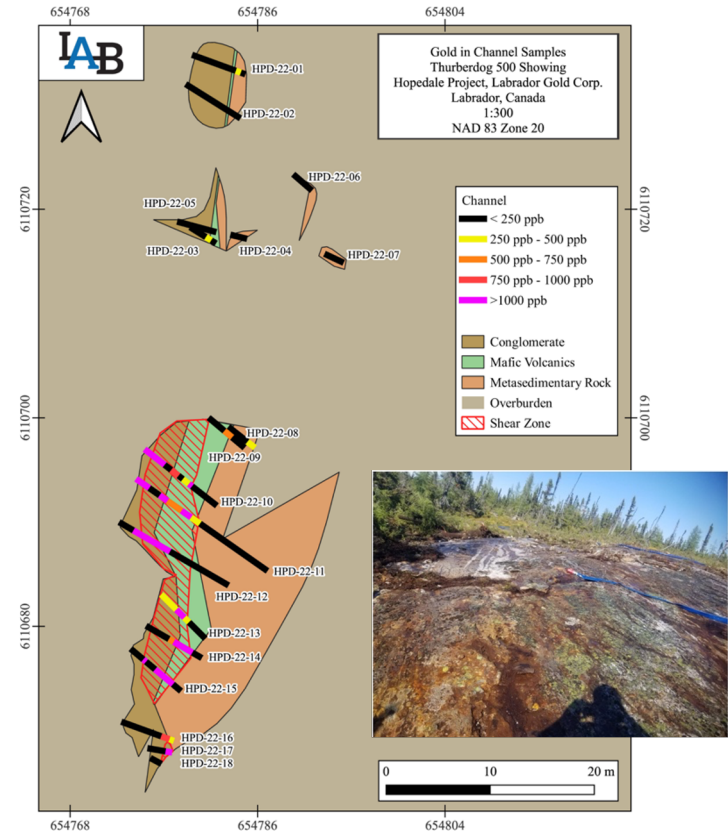 654768
654786
654804
LAB
HPD-22-01
HPD-22-02
Gold in Channel Samples
Thurberdog 500 Showing
Hopedale Project, Labrador Gold Corp.
Labrador, Canada
1:300
NAD 83 Zone 20
HPD-22-06
HPD-22-05
HPD-22-03
HPD-22-04
HPD-22-07
6110720
6110720
Channel
< 250 ppb
250 ppb - 500 ppb
500 ppb - 750 ppb
750 ppb - 1000 ppb
>1000 ppb
Conglomerate
Mafic Volcanics
Metasedimentary Rock
Overburden
Shear Zone
6110700
6110700
HPD-22-08
HPD-22-09
HPD-22-10
HPD-22-11
HPD-22-12
6110680
HPD-22-13
HPD-22-14
HPD-22-15
HPD-22-16
HPD-22-17
HPD-22-18
0
10
20 m
654768
654786
654804